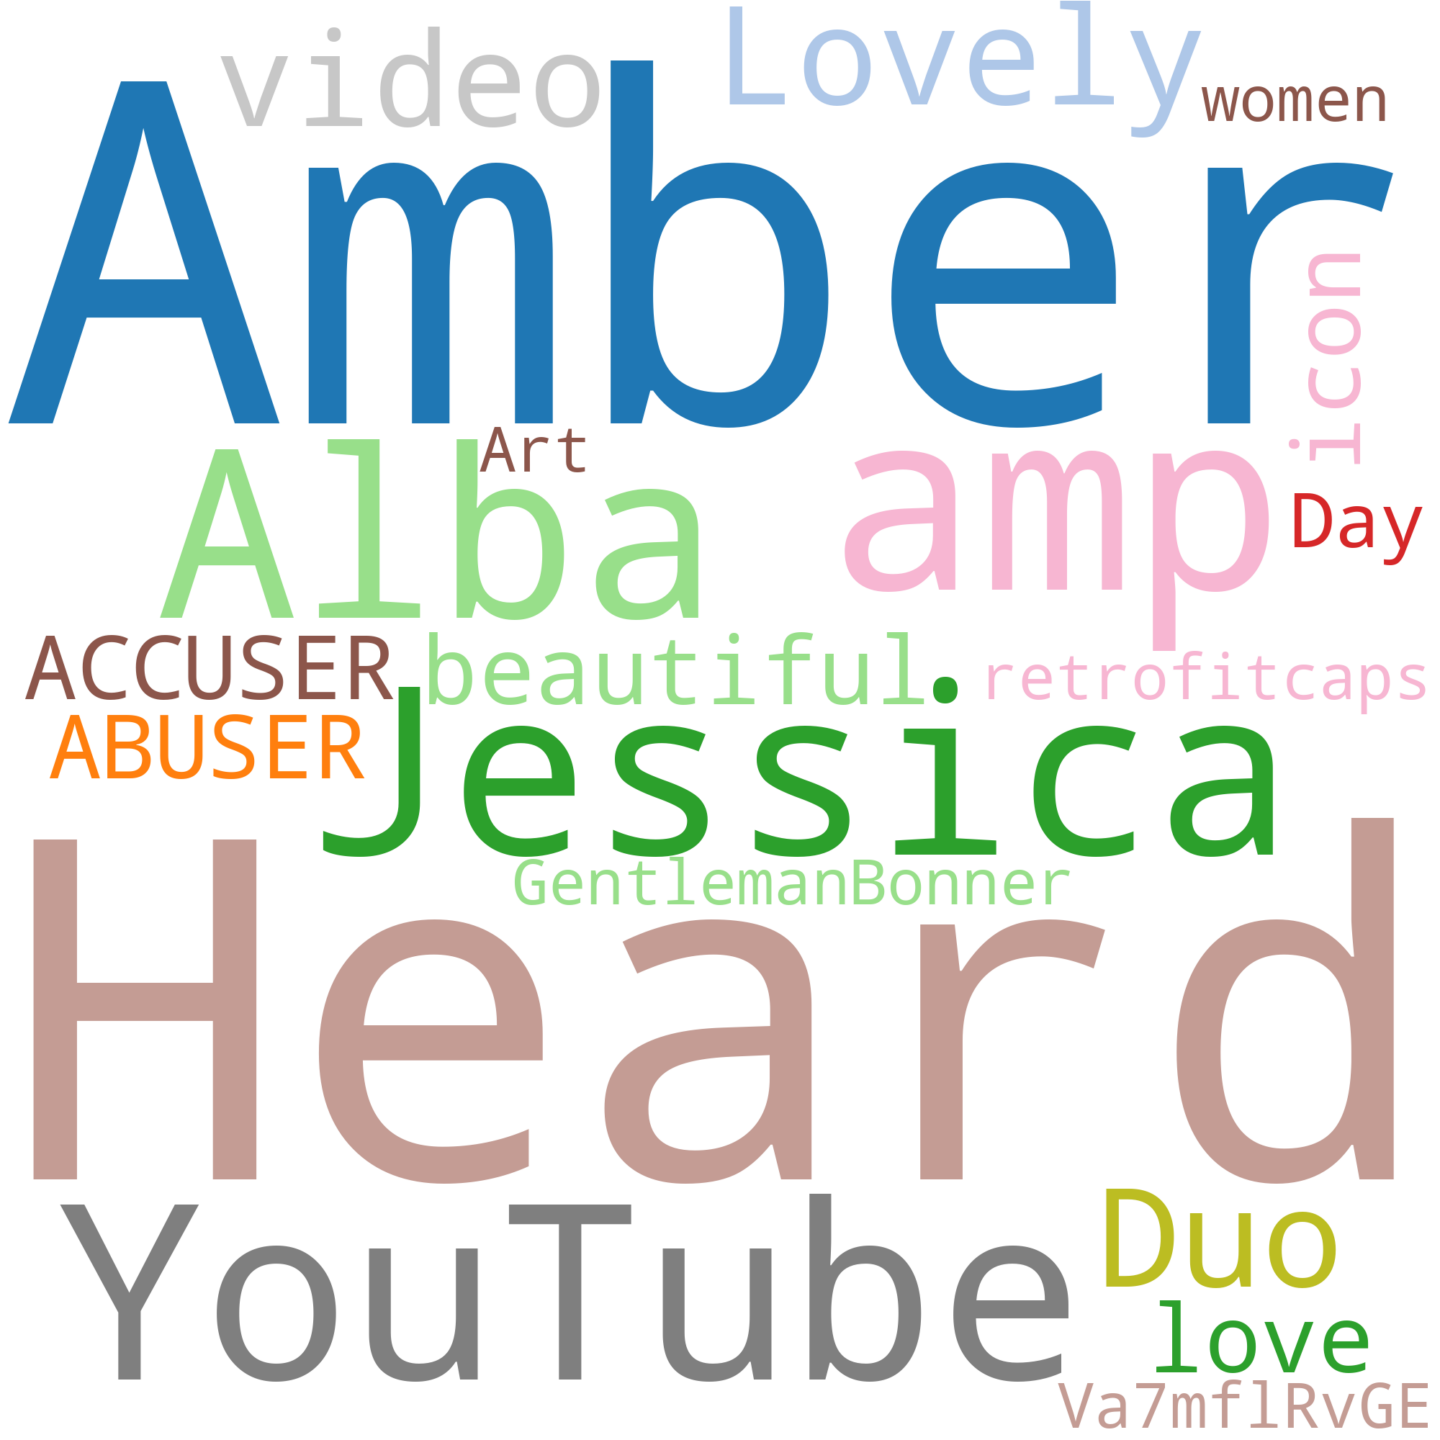 video
Lovely
women
Amber
icon
Art
Alba
amp
Day
ACCUSER
beautiful
retrofitcaps
ABUSER
Jessica
GentlemanBonner
Heard
YouTube
Duo
love
Va7mflRvGE